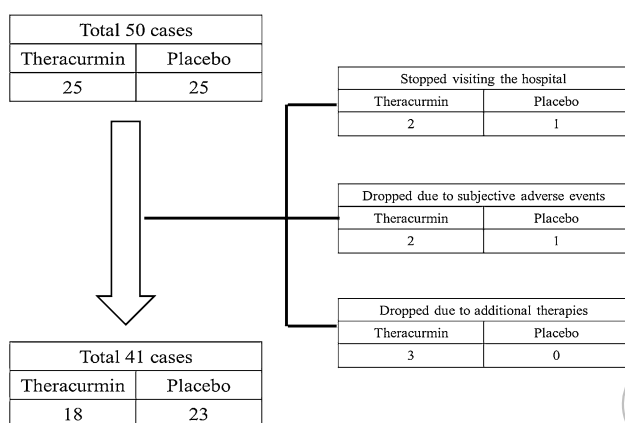 Total 50 cases
Theracurmin Placebo
25 25
Stopped visiting the hospital
Theracurmin Placebo
2 1
Dropped due to subjective adverse events
Theracurmin Placebo
2 1
Dropped due to additional therapies
Theracurmin Placebo
3 0
Total 41 cases
Theracurmin Placebo
18 23